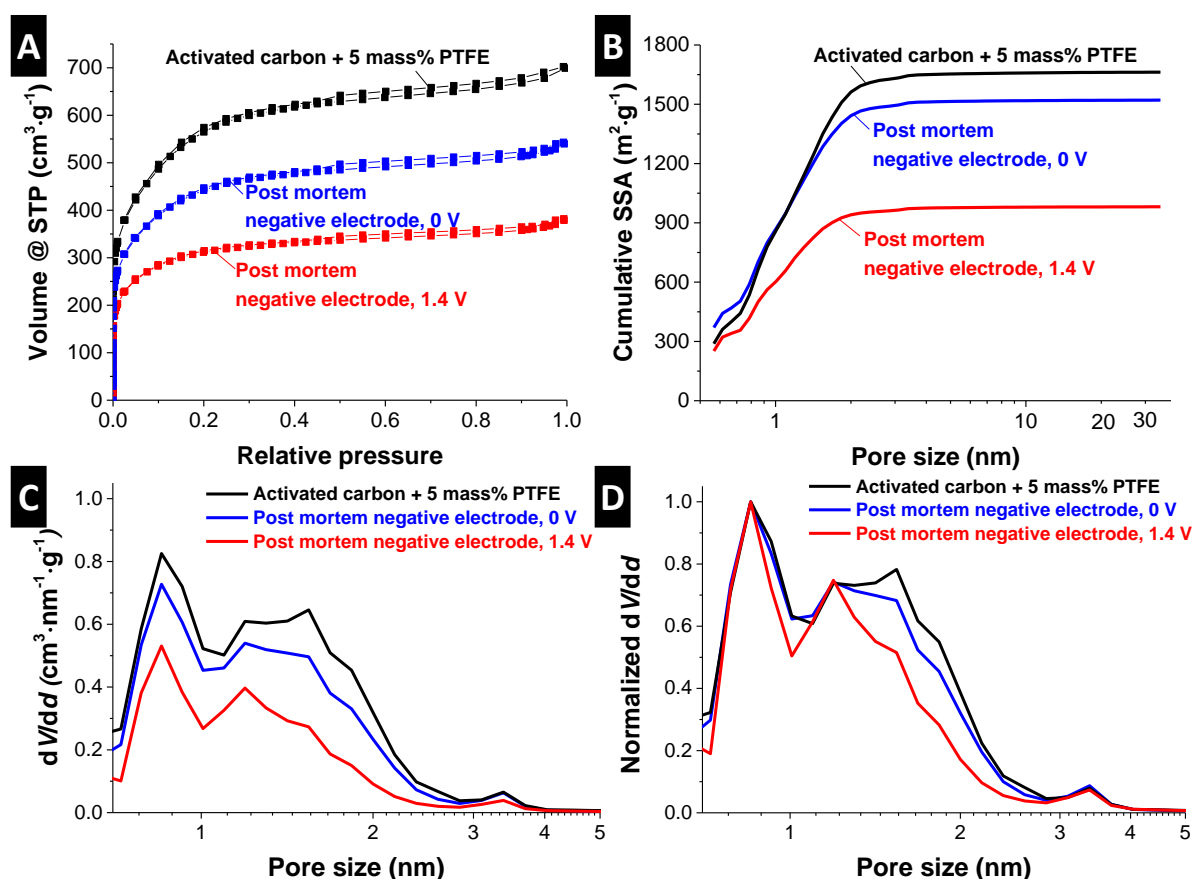 A
Volume @ STP (cm³·g⁻¹)
700
600
500
400
300
200
100
0
Activated carbon + 5 mass% PTFE
Post mortem
negative electrode, 0 V
Post mortem
negative electrode, 1.4 V
0.0 0.2 0.4 0.6 0.8 1.0
Relative pressure
B
Cumulative SSA (m²·g⁻¹)
1800
1500
1200
900
600
300
0
Activated carbon + 5 mass% PTFE
Post mortem
negative electrode, 0 V
Post mortem
negative electrode, 1.4 V
1 10 20 30
Pore size (nm)
C
dV/dd (cm³·nm⁻¹·g⁻¹)
1.0
0.8
0.6
0.4
0.2
0.0
Activated carbon + 5 mass% PTFE
Post mortem negative electrode, 0 V
Post mortem negative electrode, 1.4 V
1 2 3 4 5
Pore size (nm)
D
Normalized dV/dd
1.0
0.8
0.6
0.4
0.2
0.0
Activated carbon + 5 mass% PTFE
Post mortem negative electrode, 0 V
Post mortem negative electrode, 1.4 V
1 2 3 4 5
Pore size (nm)